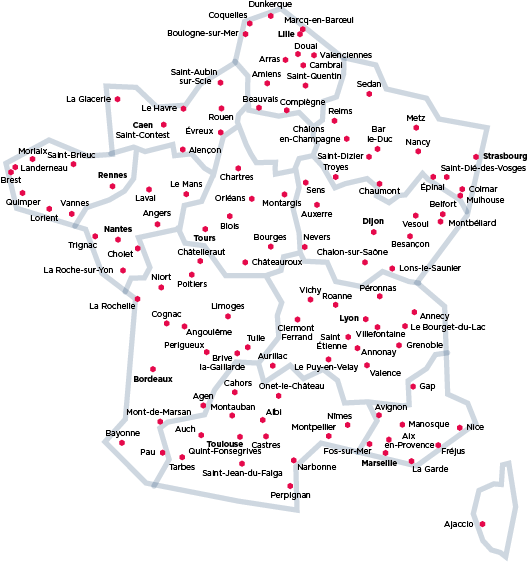 Dunkerque
Coquelles
Marcq-en-Barœul
Boulogne-sur-Mer
Lille
Douai
Valenciennes
Arras
Cambrai
Saint-Aubin
sur-Scie
Amiens
Saint-Quentin
Sedan
La Glacerie
Le Havre
Beauvais
Compiègne
Rouen
Reims
Caen
Saint-Contest
Évreux
Châlons
en-Champagne
Metz
Bar
le-Duc
Nancy
Morlaix
Saint-Brieuc
Alençon
Saint-Dizier
Strasbourg
Landerneau
Brest
Rennes
Chartres
Troyes
Saint-Dié-des-Vosges
Quimper
Laval
Le Mans
Sens
Chaumont
Épinal
Colmar
Mulhouse
Lorient
Vannes
Orléans
Montargis
Auxerre
Belfort
Montbéliard
Angers
Blois
Dijon
Vesoul
Nantes
Tours
Bourges
Nevers
Besançon
Trignac
Cholet
Châtelleraut
Châteauroux
Chalon-sur-Saône
Lons-le-Saunier
La Roche-sur-Yon
Niort
Poitiers
Péronnas
La Rochelle
Vichy
Roanne
Limoges
Lyon
Annecy
Cognac
Angoulême
Clermont
Ferrand
Saint
Étienne
Villefontaine
Le Bourget-du-Lac
Perigueux
Tulle
Annonay
Grenoble
Brive
la-Gaillarde
Aurillac
Le Puy-en-Velay
Valence
Bordeaux
Cahors
Onet-le-Château
Gap
Agen
Mont-de-Marsan
Montauban
Albi
Nîmes
Avignon
Manosque
Nice
Bayonne
Auch
Toulouse
Castres
Montpellier
Aix
en-Provence
Pau
Quint-Fonsegrives
Fos-sur-Mer
Fréjus
Tarbes
Saint-Jean-du-Falga
Narbonne
Marseille
La Garde
Perpignan
Ajaccio